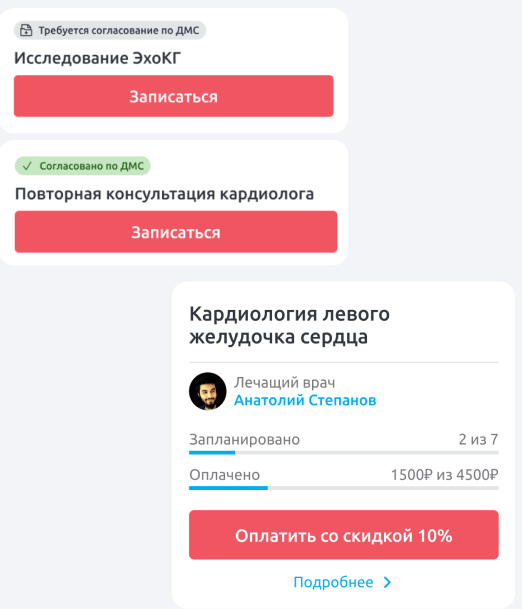 Требуется согласование по ДМС
Исследование ЭхоКГ
Записаться
Согласовано по ДМС
Повторная консультация кардиолога
Записаться
Кардиология левого
желудочка сердца
Лечащий врач
Анатолий Степанов
Запланировано 2 из 7
Оплачено 1500₽ из 4500₽
Оплатить со скидкой 10%
Подробнее